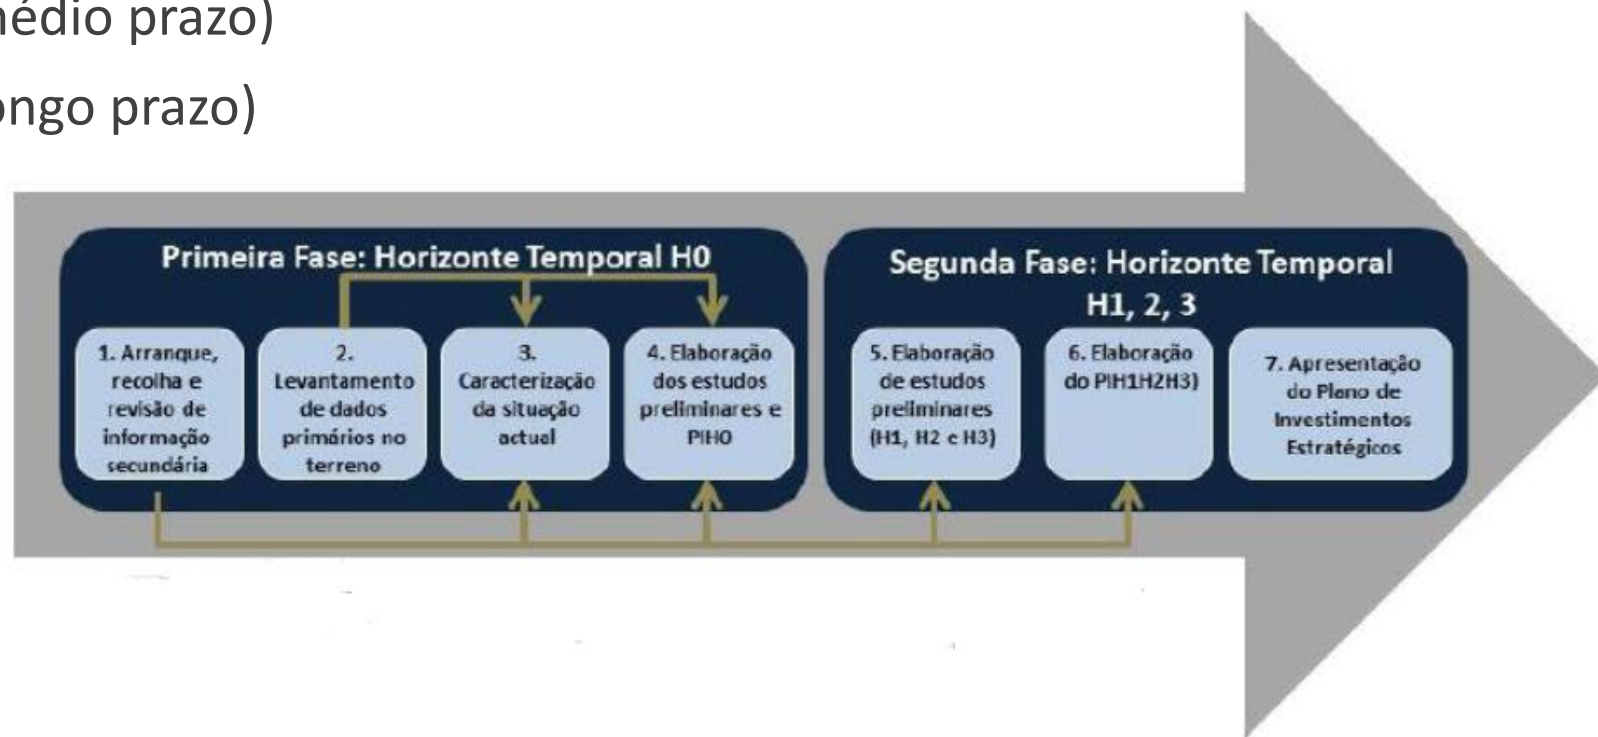 médio prazo)
ongo prazo)
Primeira Fase: Horizonte Temporal H0
1. Arranque,
recolha e
revisão de
informação
secundária
2.
Levantamento
de dados
primários no
terreno
3.
Caracterização
da situação
actual
4. Elaboração
dos estudos
preliminares e
PIH0
Segunda Fase: Horizonte Temporal
H1, 2, 3
5. Elaboração
de estudos
preliminares
(H1, H2 e H3)
6. Elaboração
do PIH1H2H3)
7. Apresentação
do Plano de
Investimentos
Estratégicos